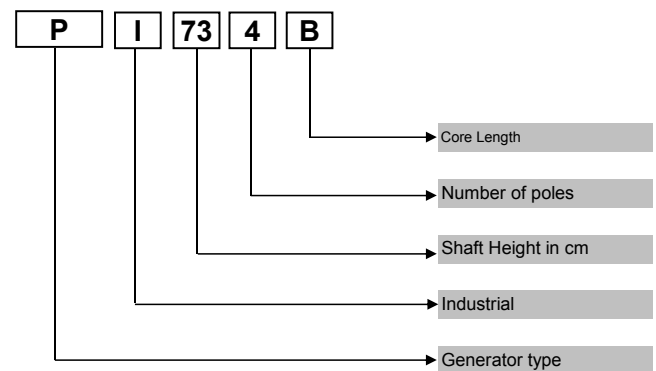 P I 73 4 B
Core Length
Number of poles
Shaft Height in cm
Industrial
Generator type